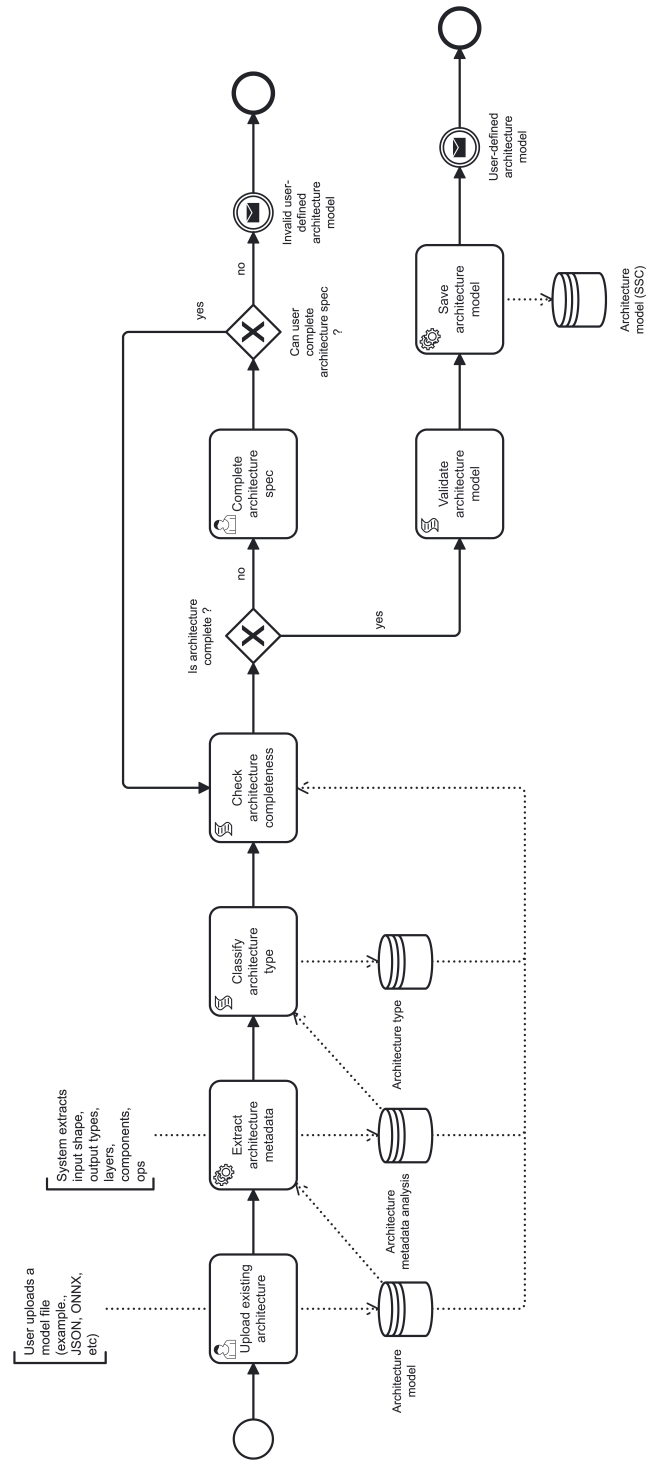 User uploads a
model file
(example.,
JSON, ONNX,
etc)
System extracts
input shape,
output types,
layers,
components,
ops
Upload existing
architecture
Extract
architecture
metadata
Classify
architecture
type
Check
architecture
completeness
Is architecture
complete ?
no
yes
Complete
architecture
spec
Can user
complete
architecture spec
?
yes
no
Invalid user-
defined
architecture
model
Validate
architecture
model
Save
architecture
model
User-defined
architecture
model
Architecture
model
Architecture
metadata analysis
Architecture type
Architecture
model (SSC)